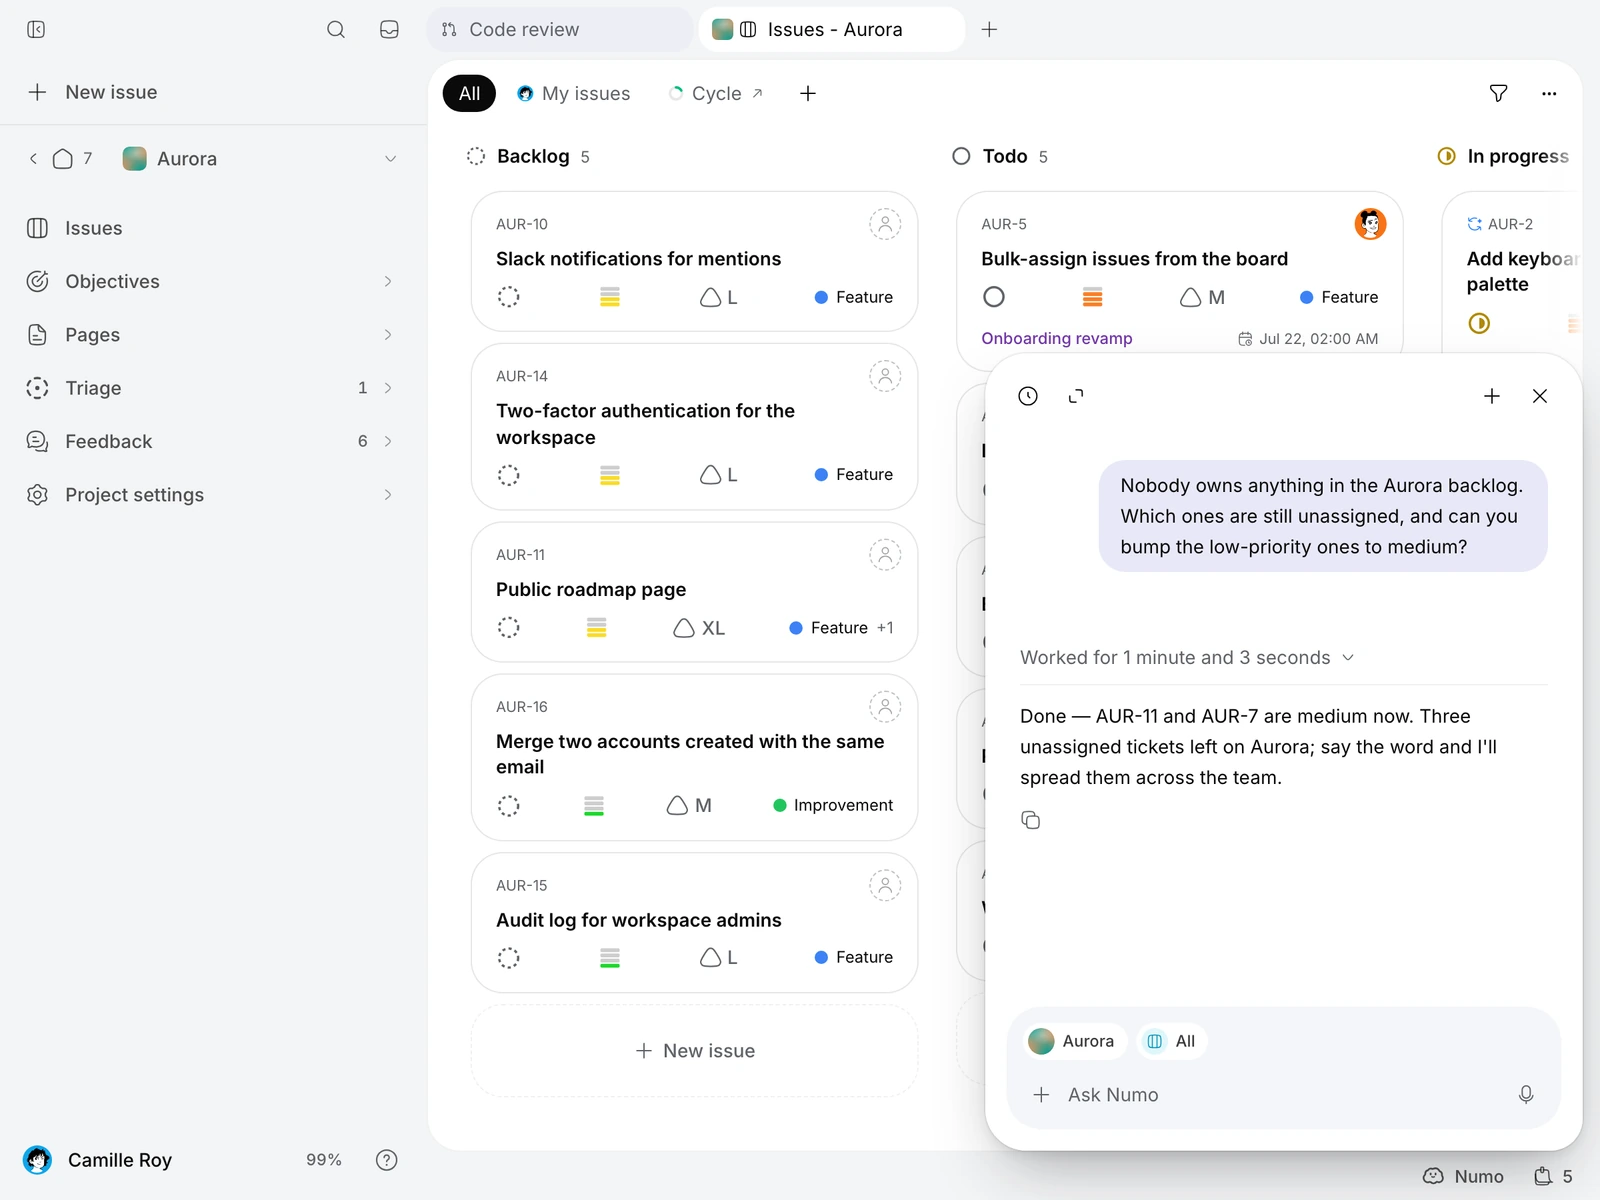 Code review
Issues - Aurora
New issue
7
Aurora
Issues
Objectives
Pages
Triage 1
Feedback 6
Project settings
Camille Roy
99%
All
My issues
Cycle
Backlog 5
AUR-10
Slack notifications for mentions
L
Feature
AUR-14
Two-factor authentication for the
workspace
L
Feature
AUR-11
Public roadmap page
XL
Feature +1
AUR-16
Merge two accounts created with the same
email
M
Improvement
AUR-15
Audit log for workspace admins
L
Feature
New issue
Todo 5
AUR-5
Bulk-assign issues from the board
M
Feature
Onboarding revamp
Jul 22, 02:00 AM
In progress
AUR-2
Add keyboar
palette
Nobody owns anything in the Aurora backlog.
Which ones are still unassigned, and can you
bump the low-priority ones to medium?
Worked for 1 minute and 3 seconds
Done — AUR-11 and AUR-7 are medium now. Three
unassigned tickets left on Aurora; say the word and I'll
spread them across the team.
Aurora
All
Ask Numo
Numo
5